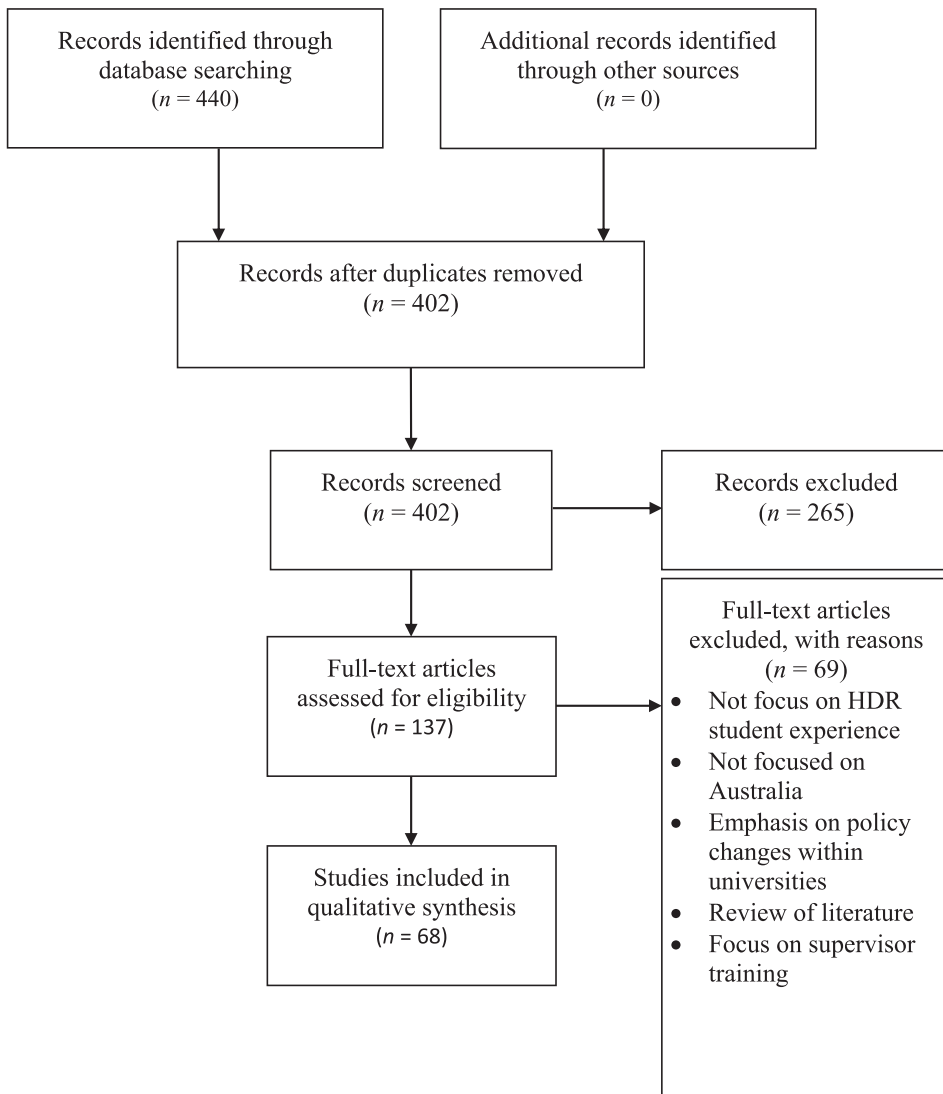 Records identified through
database searching
(n = 440)
Additional records identified
through other sources
(n = 0)
Records after duplicates removed
(n = 402)
Records screened
(n = 402)
Records excluded
(n = 265)
Full-text articles
assessed for eligibility
(n = 137)
Full-text articles
excluded, with reasons
(n = 69)
• Not focus on HDR
student experience
• Not focused on
Australia
• Emphasis on policy
changes within
universities
• Review of literature
• Focus on supervisor
training
Studies included in
qualitative synthesis
(n = 68)